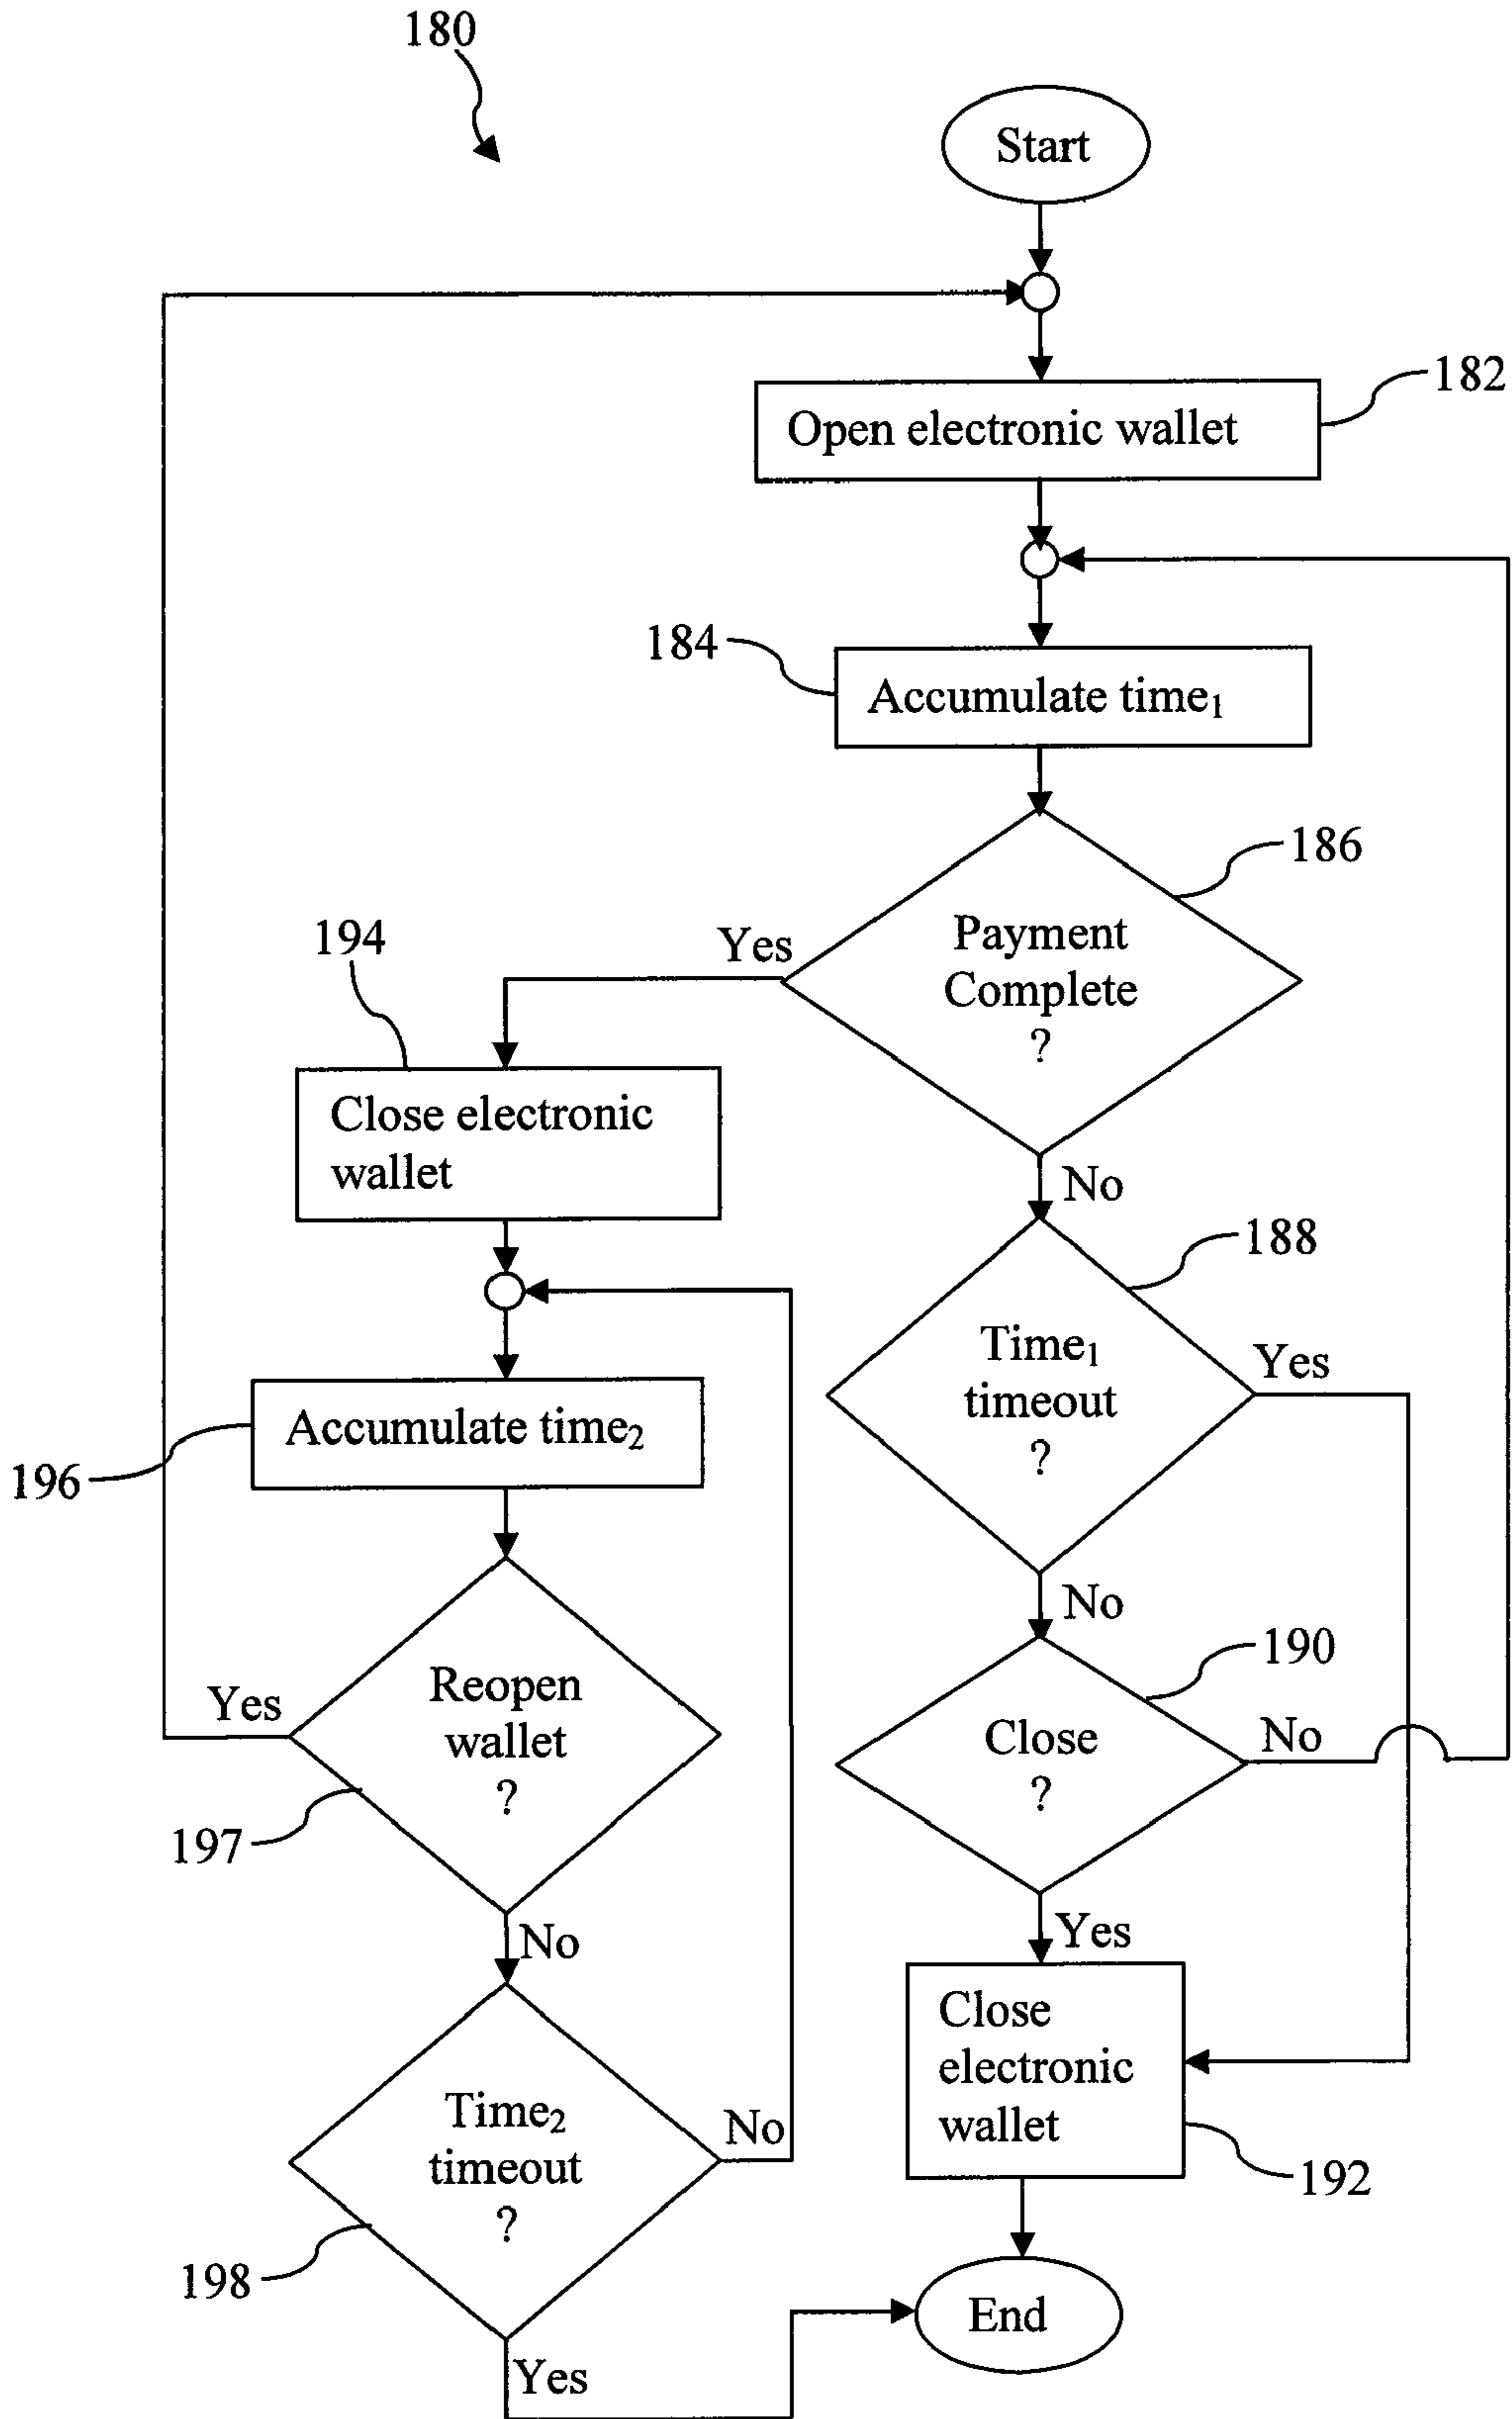 180
Start
Open electronic wallet
182
184
Accumulate time₁
186
Payment
Complete
?
Yes
194
Close electronic
wallet
No
188
Time₁
timeout
?
Yes
Accumulate time₂
196
No
190
Reopen
wallet
?
Yes
Close
?
No
197
No
Yes
Close
electronic
wallet
Time₂
timeout
?
No
192
198
End
Yes